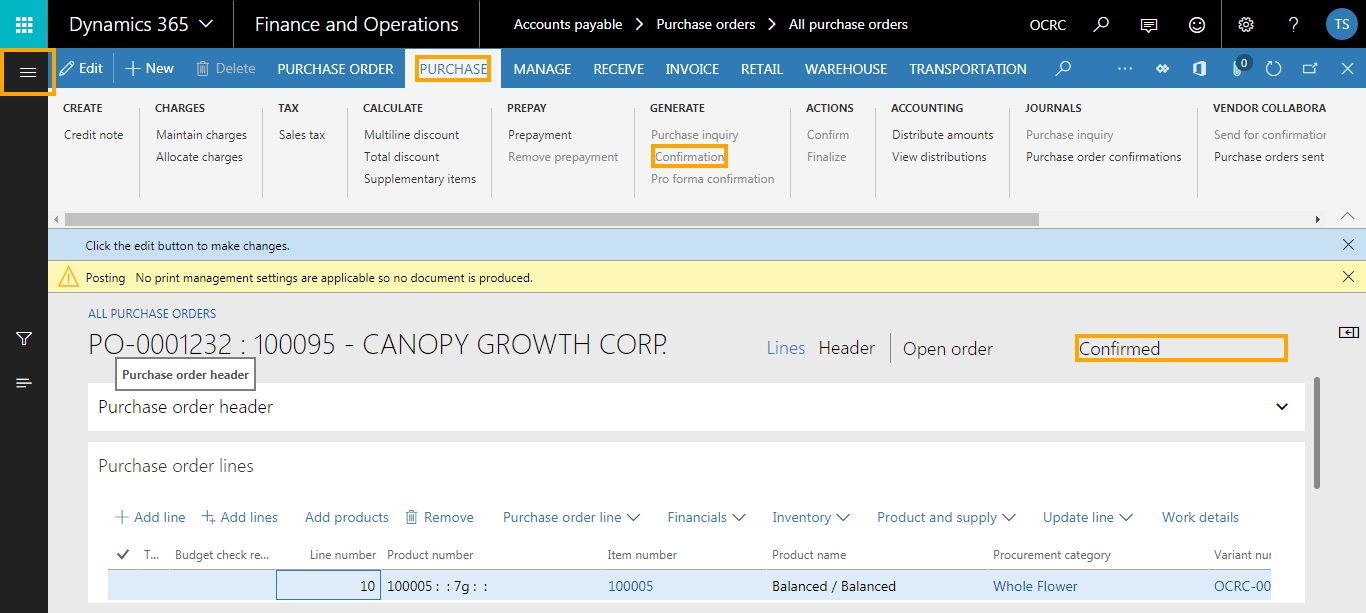 Dynamics 365 Finance and Operations Accounts payable Purchase orders All purchase orders OCRC ? TS
Edit New Delete PURCHASE ORDER PURCHASE MANAGE RECEIVE INVOICE RETAIL WAREHOUSE TRANSPORTATION ... 0
CREATE CHARGES TAX CALCULATE PREPAY GENERATE ACTIONS ACCOUNTING JOURNALS VENDOR COLLABORA
Credit note Maintain charges Sales tax Multiline discount Prepayment Purchase inquiry Confirm Distribute amounts Purchase inquiry Send for confirmation
Allocate charges Total discount Remove prepayment Confirmation Finalize View distributions Purchase order confirmations Purchase orders sent
Supplementary items Pro forma confirmation
Click the edit button to make changes.
Posting No print management settings are applicable so no document is produced.
ALL PURCHASE ORDERS
PO-0001232 : 100095 - CANOPY GROWTH CORP. Lines Header Open order Confirmed
Purchase order header
Purchase order header
Purchase order lines
Add line Add lines Add products Remove Purchase order line Financials Inventory Product and supply Update line Work details
T... Budget check re... Line number Product number Item number Product name Procurement category Variant nu
10 100005 : : 7g : : 100005 Balanced / Balanced Whole Flower OCRC-00